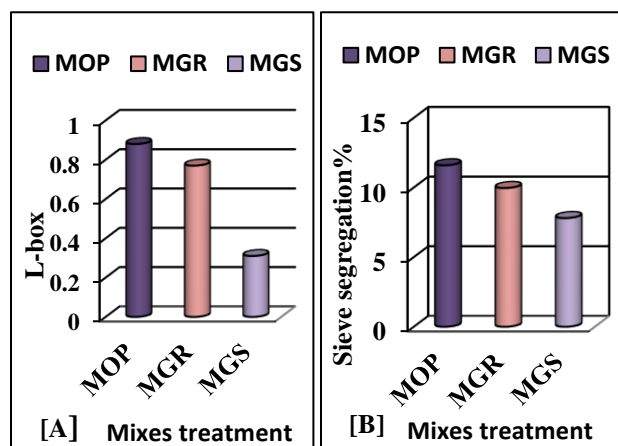 MOP MGR MGS
L-box
1
0.8
0.6
0.4
0.2
0
MOP
MGR
MGS
[A] Mixes treatment
MOP MGR MGS
Sieve segregation%
15
10
5
0
MOP
MGR
MGS
[B] Mixes treatment